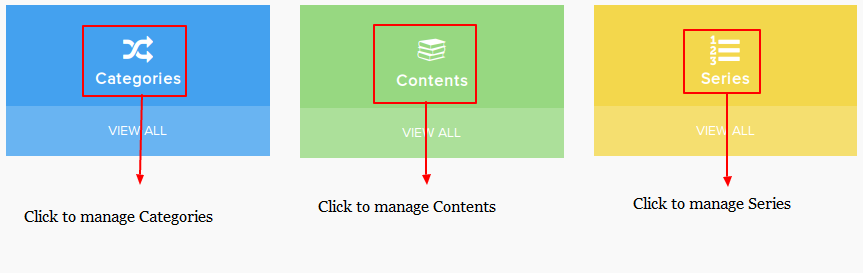 Categories
VIEW ALL
Click to manage Categories
Contents
VIEW ALL
Click to manage Contents
1
2
3
Series
VIEW ALL
Click to manage Series